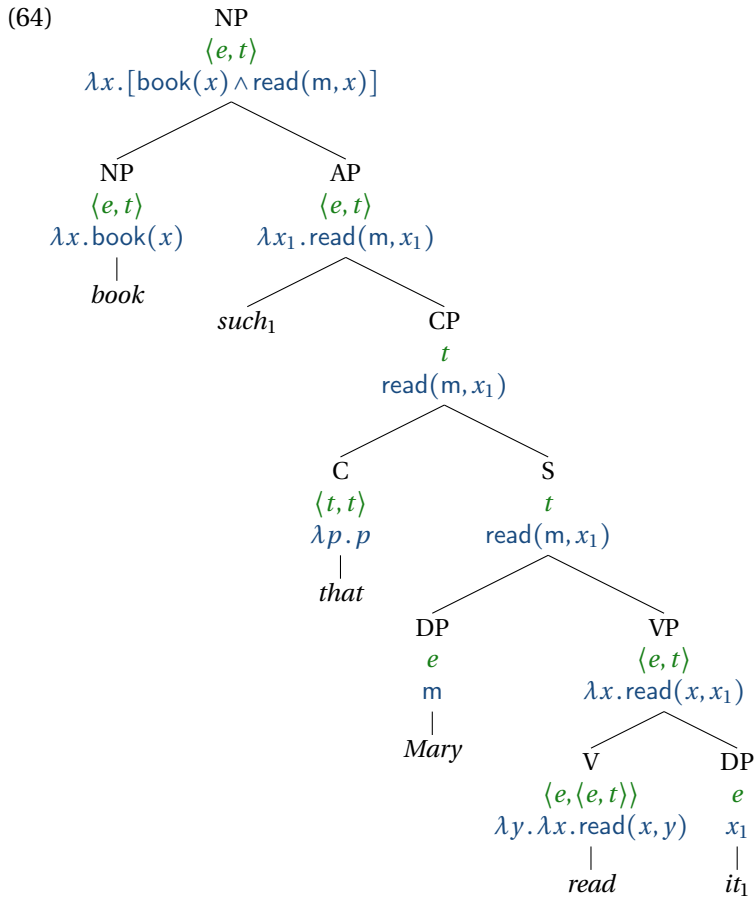 (64) NP
⟨e, t⟩
λx.[book(x) ∧ read(m, x)]
NP AP
⟨e, t⟩ ⟨e, t⟩
λx.book(x) λx₁.read(m, x₁)
book
such₁ CP
t
read(m, x₁)
C S
⟨t, t⟩ t
λp.p read(m, x₁)
that
DP VP
e ⟨e, t⟩
m λx.read(x, x₁)
Mary
V DP
⟨e, ⟨e, t⟩⟩ e
λy.λx.read(x, y) x₁
read it₁